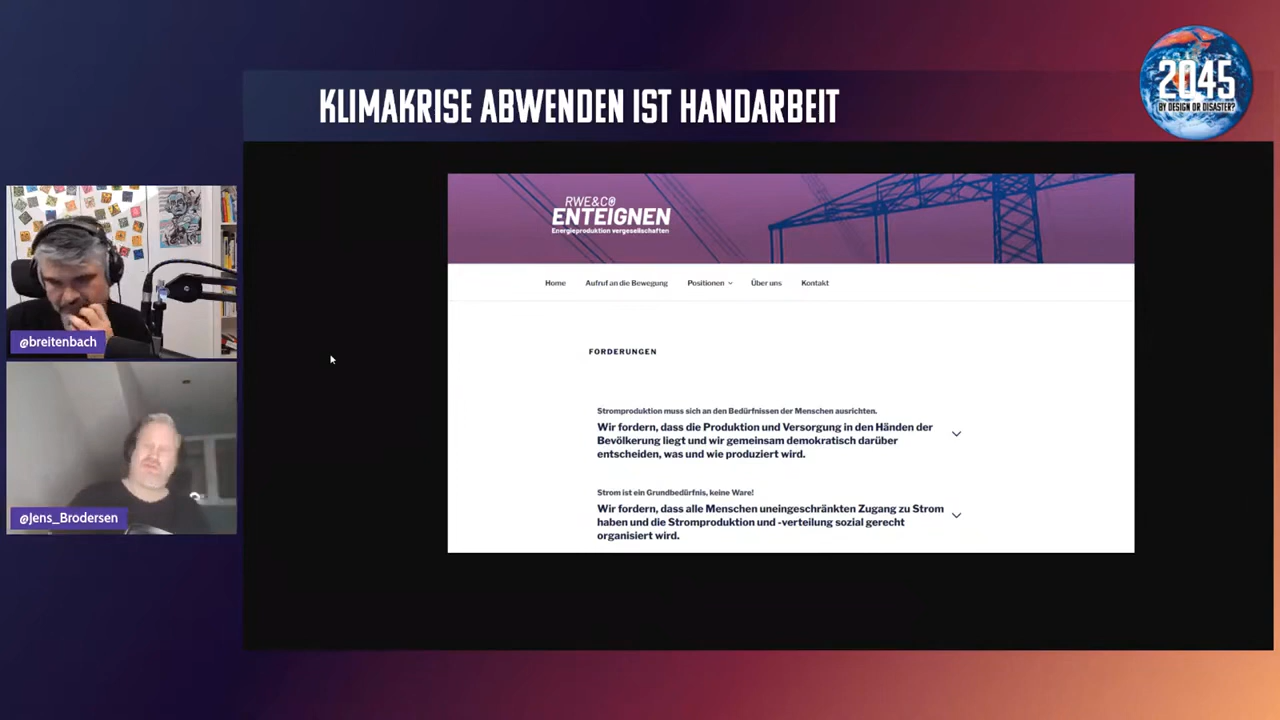 KLIMAKRISE ABWENDEN IST HANDARBEIT
2045
BY DESIGN OR DISASTER?
RWE&CO
ENTEIGNEN
Energieproduktion vergesellschaften
Home Aufruf an die Bewegung Positionen Über uns Kontakt
FORDERUNGEN
Stromproduktion muss sich an den Bedürfnissen der Menschen ausrichten.
Wir fordern, dass die Produktion und Versorgung in den Händen der
Bevölkerung liegt und wir gemeinsam demokratisch darüber
entscheiden, was und wie produziert wird.
Strom ist ein Grundbedürfnis, keine Ware!
Wir fordern, dass alle Menschen uneingeschränkten Zugang zu Strom
haben und die Stromproduktion und -verteilung sozial gerecht
organisiert wird.
@breitenbach
@Jens_Brodersen